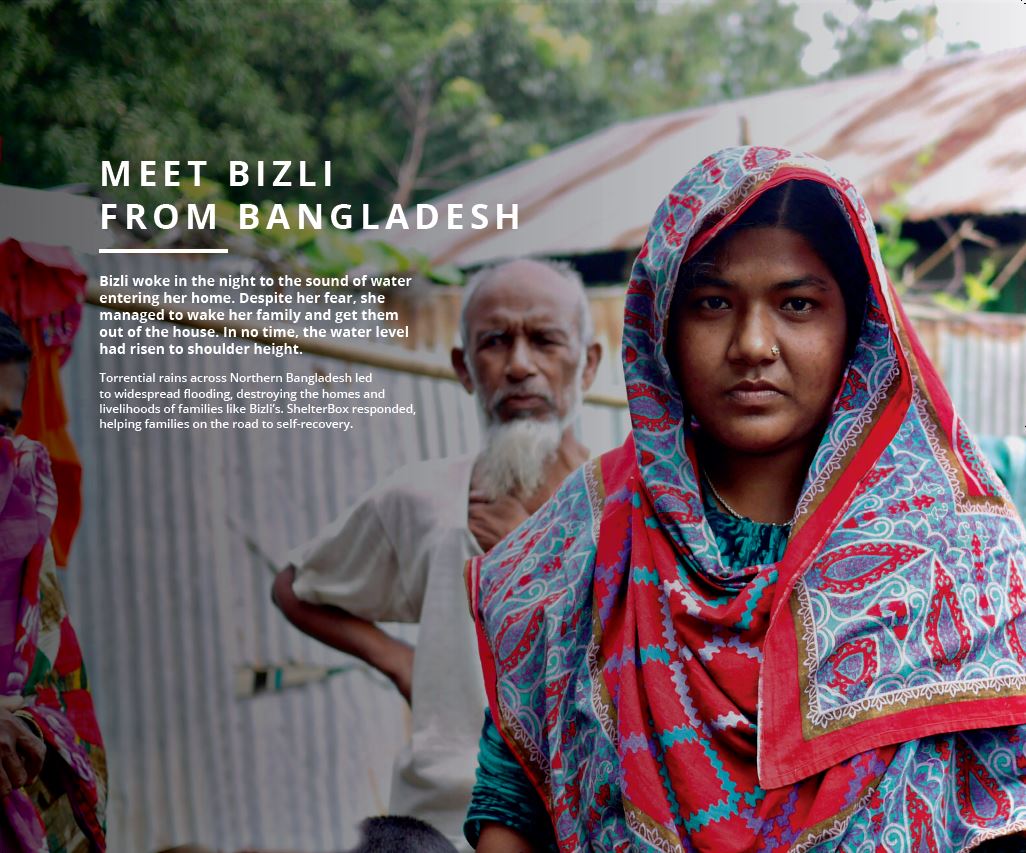 MEET BIZLI
FROM BANGLADESH
Bizli woke in the night to the sound of water
entering her home. Despite her fear, she
managed to wake her family and get them
out of the house. In no time, the water level
had risen to shoulder height.
Torrential rains across Northern Bangladesh led
to widespread flooding, destroying the homes and
livelihoods of families like Bizli’s. ShelterBox responded,
helping families on the road to self-recovery.